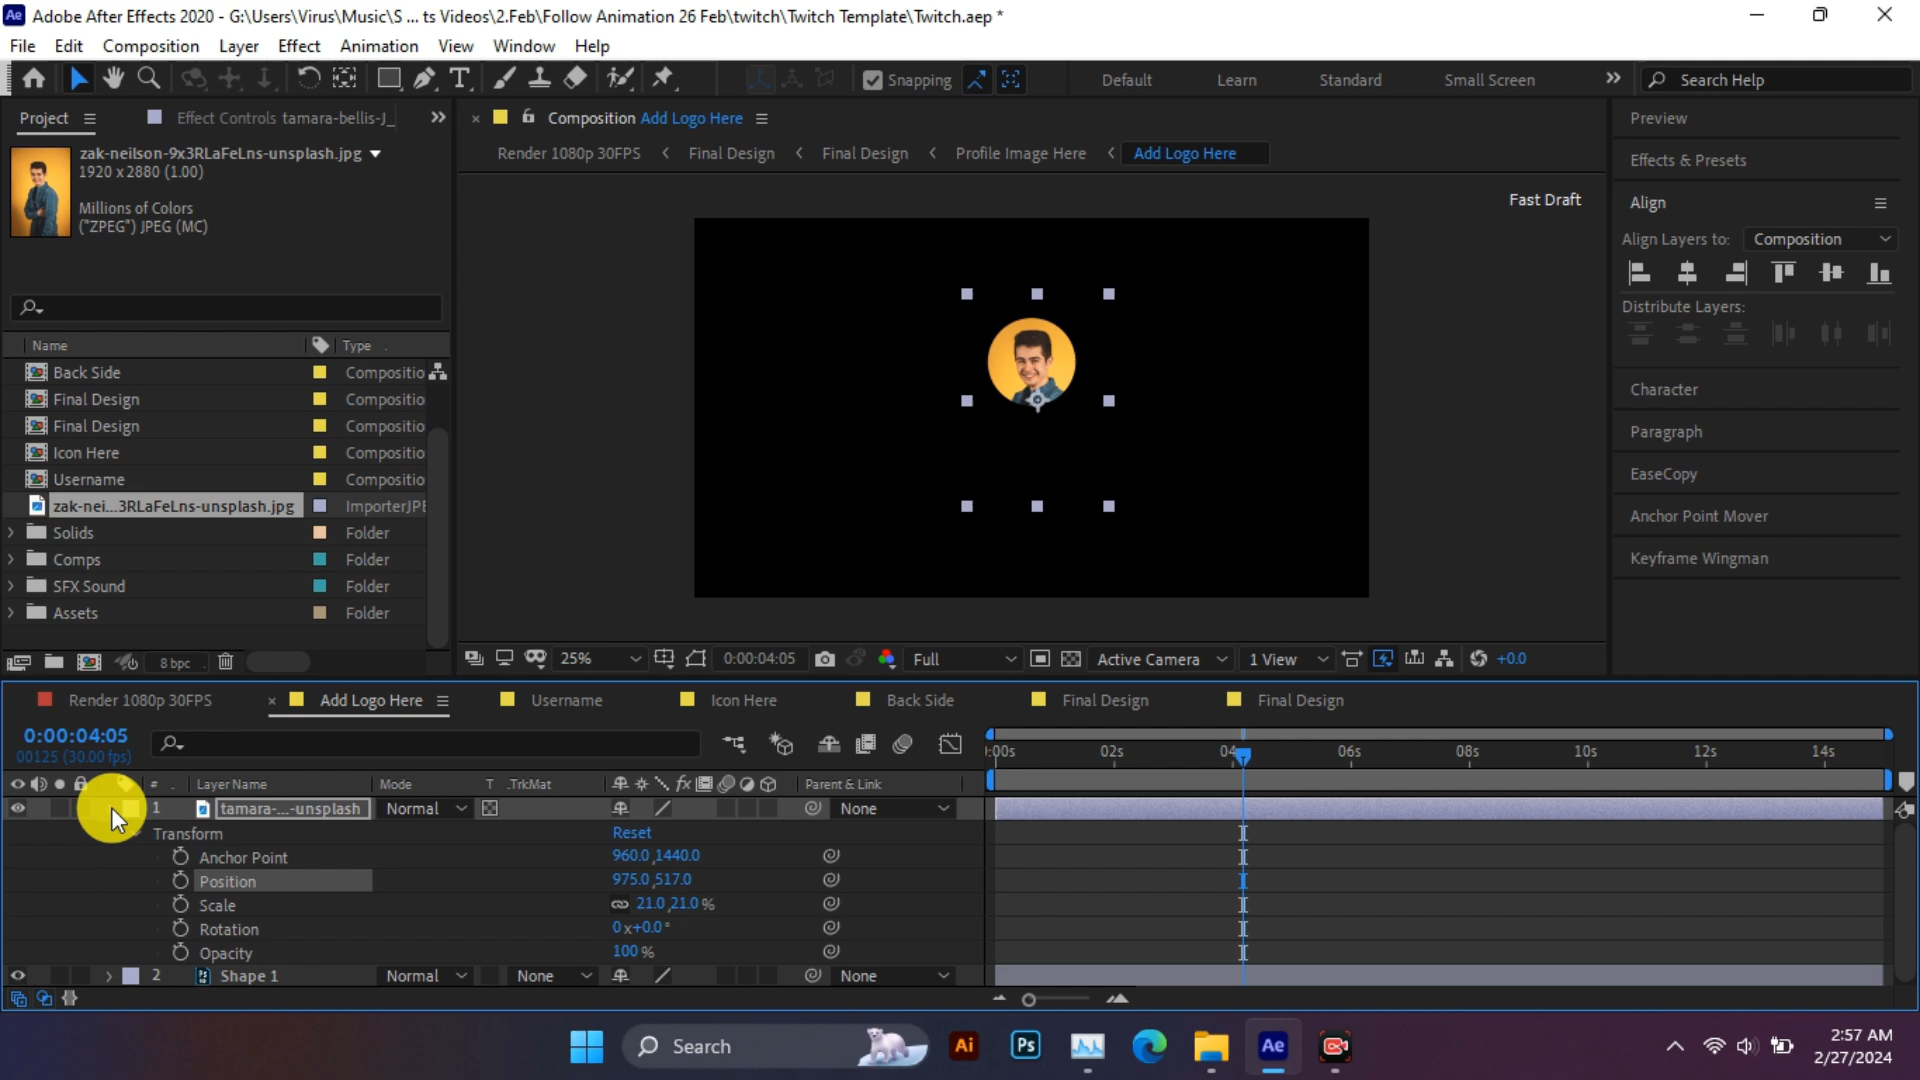 Ae Adobe After Effects 2020 - G:\Users\Virus\Music\S ... ts Videos\2.Feb\Follow Animation 26 Feb\twitch\Twitch Template\Twitch.aep *
File Edit Composition Layer Effect Animation View Window Help
Snapping Default Learn Standard Small Screen Search Help
Project Effect Controls tamara-bellis-J_
Composition Add Logo Here
Render 1080p 30FPS Final Design Final Design Profile Image Here Add Logo Here
zak-neilson-9x3RLaFeLns-unsplash.jpg
1920 x 2880 (1.00)
Millions of Colors
("ZPEG") JPEG (MC)
Fast Draft
Name Type
Back Side Compositio
Final Design Compositio
Final Design Compositio
Icon Here Compositio
Username Compositio
zak-nei...3RLaFeLns-unsplash.jpg ImporterJPE
Solids Folder
Comps Folder
SFX Sound Folder
Assets Folder
8 bpc
25% 0:00:04:05 Full Active Camera 1 View +0.0
Preview
Effects & Presets
Align
Align Layers to: Composition
Distribute Layers:
Character
Paragraph
EaseCopy
Anchor Point Mover
Keyframe Wingman
Render 1080p 30FPS Add Logo Here Username Icon Here Back Side Final Design Final Design
0:00:04:05
00125 (30.00 fps)
:00s 02s 04 06s 08s 10s 12s 14s
# Layer Name Mode T .TrkMat fx Parent & Link
1 tamara-...-unsplash Normal None
Transform Reset
Anchor Point 960.0,1440.0
Position 975.0,517.0
Scale 21.0,21.0 %
Rotation 0x+0.0°
Opacity 100 %
2 Ps Shape 1 Normal None None
Search Ai Ps Ae
2:57 AM
2/27/2024